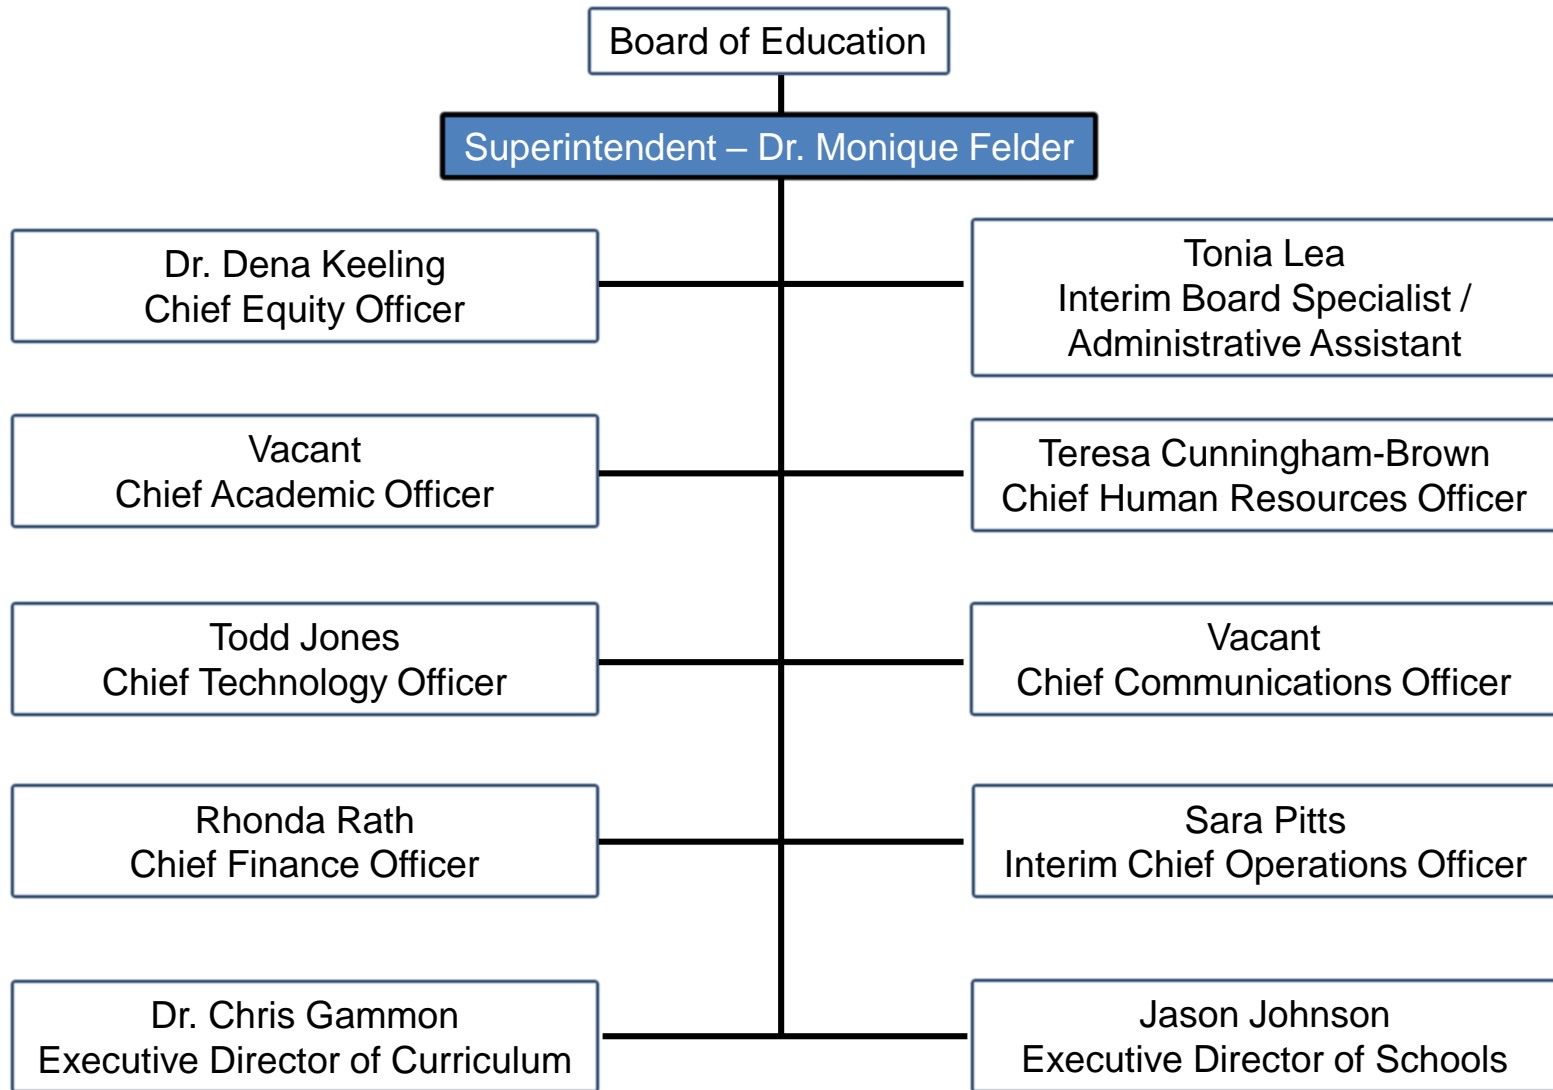 Board of Education
Superintendent – Dr. Monique Felder
Dr. Dena Keeling
Chief Equity Officer
Tonia Lea
Interim Board Specialist /
Administrative Assistant
Vacant
Chief Academic Officer
Teresa Cunningham-Brown
Chief Human Resources Officer
Todd Jones
Chief Technology Officer
Vacant
Chief Communications Officer
Rhonda Rath
Chief Finance Officer
Sara Pitts
Interim Chief Operations Officer
Dr. Chris Gammon
Executive Director of Curriculum
Jason Johnson
Executive Director of Schools